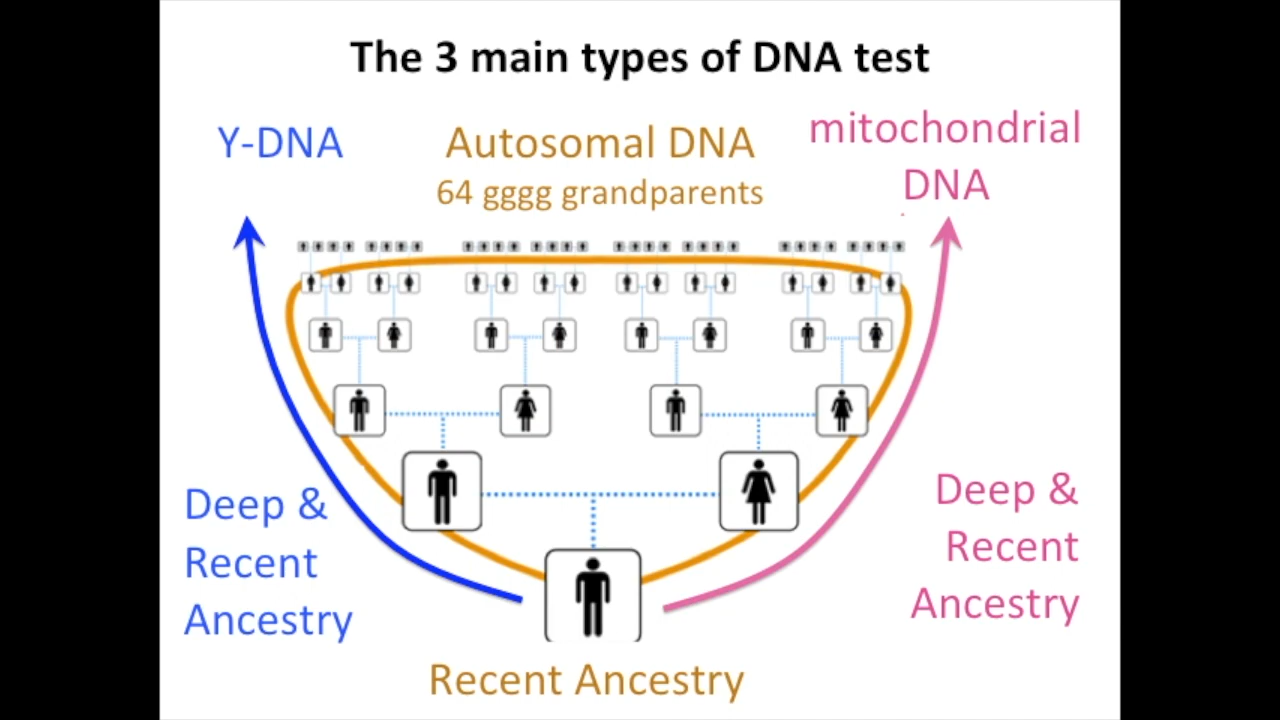 The 3 main types of DNA test
Y-DNA
Autosomal DNA
64 gggg grandparents
mitochondrial
DNA
Deep &
Recent
Ancestry
Deep &
Recent
Ancestry
Recent Ancestry